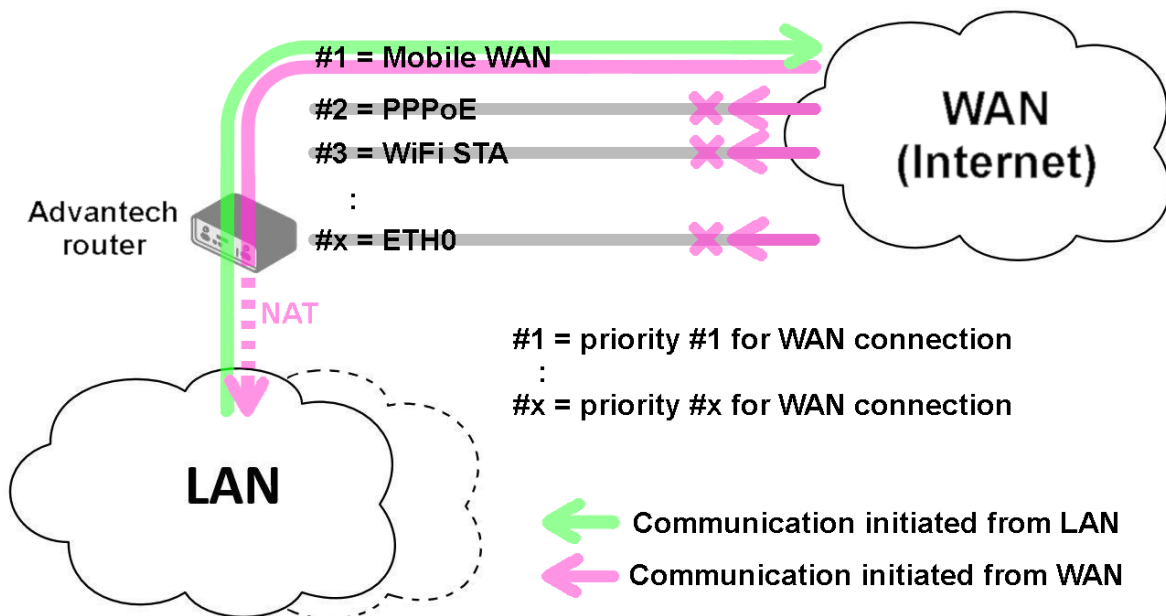 #1 = Mobile WAN
#2 = PPPoE
#3 = WiFi STA
:
#x = ETH0
WAN
(Internet)
Advantech
router
NAT
#1 = priority #1 for WAN connection
:
#x = priority #x for WAN connection
LAN
Communication initiated from LAN
Communication initiated from WAN